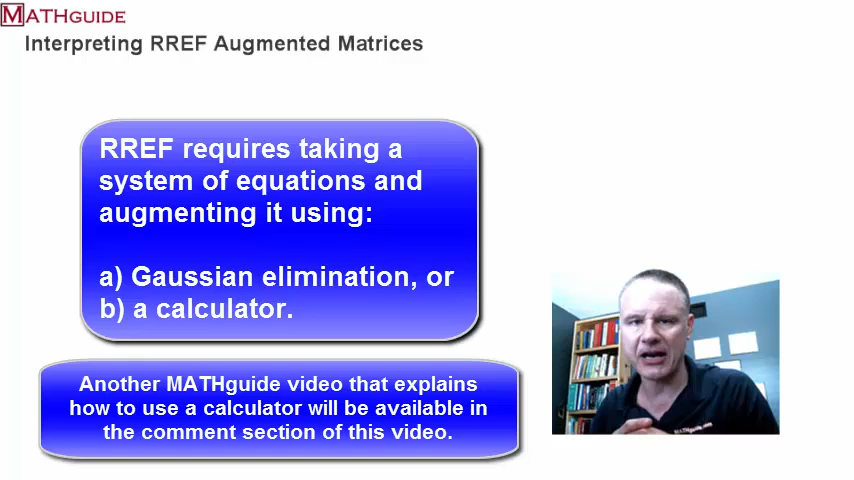 MATHGUIDE
Interpreting RREF Augmented Matrices
RREF requires taking a
system of equations and
augmenting it using:
a) Gaussian elimination, or
b) a calculator.
Another MATHguide video that explains
how to use a calculator will be available in
the comment section of this video.
MATHguide.com